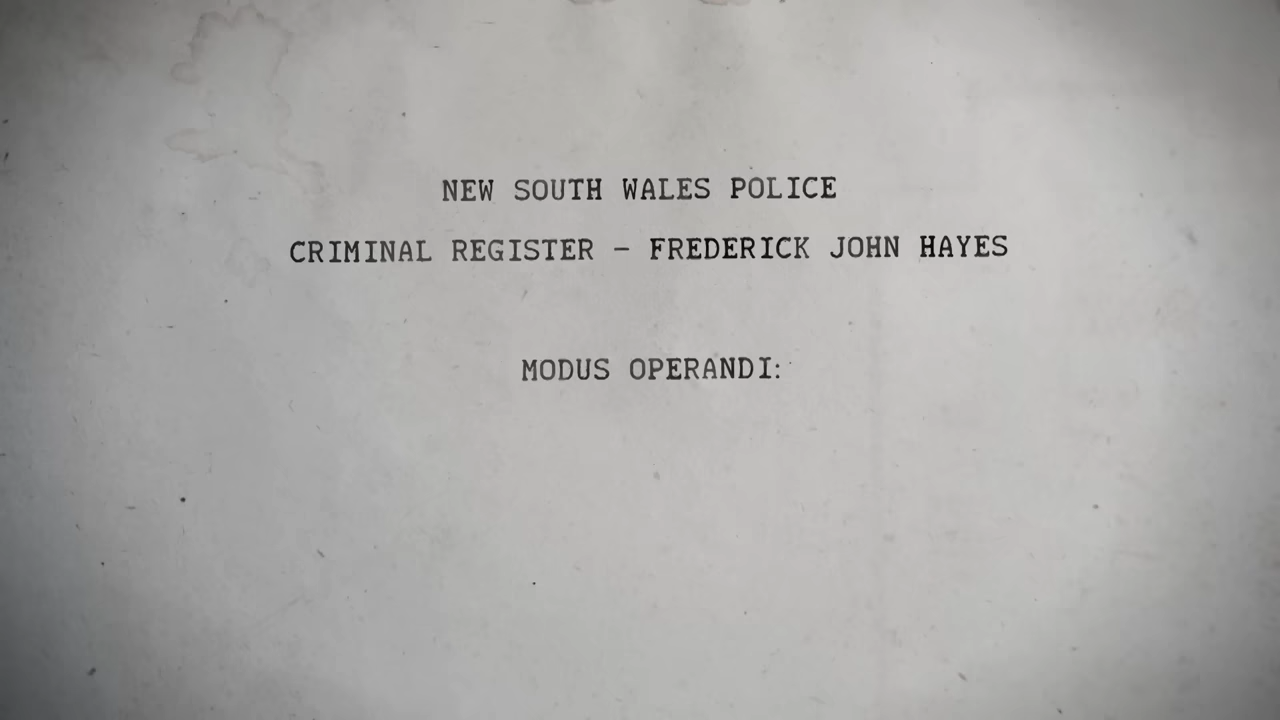 NEW SOUTH WALES POLICE
CRIMINAL REGISTER – FREDERICK JOHN HAYES
MODUS OPERANDI: